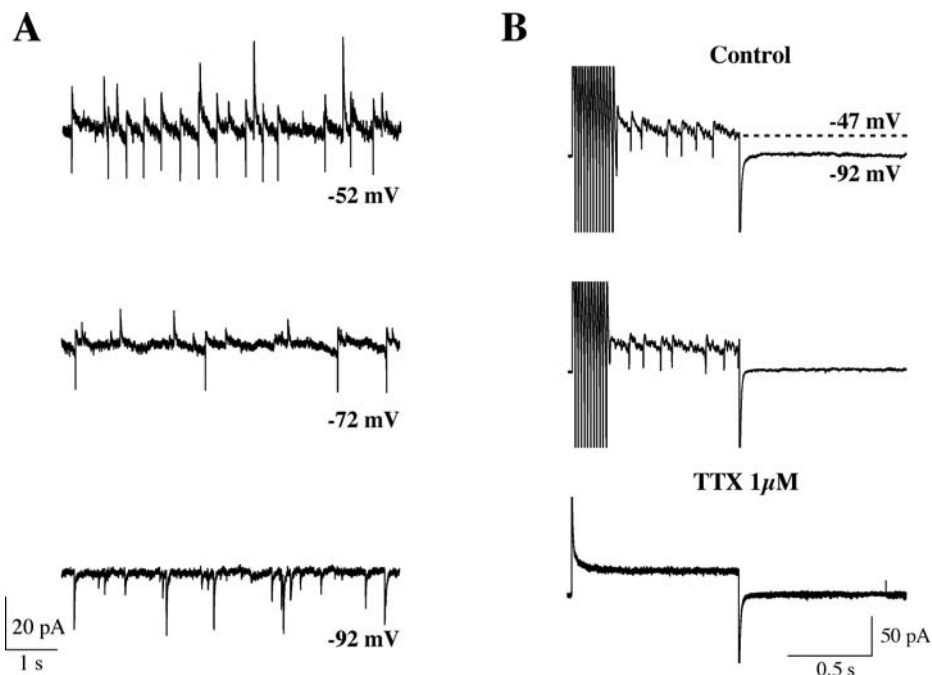 A
-52 mV
-72 mV
-92 mV
20 pA
1 s
B
Control
-47 mV
-92 mV
TTX 1μM
50 pA
0.5 s